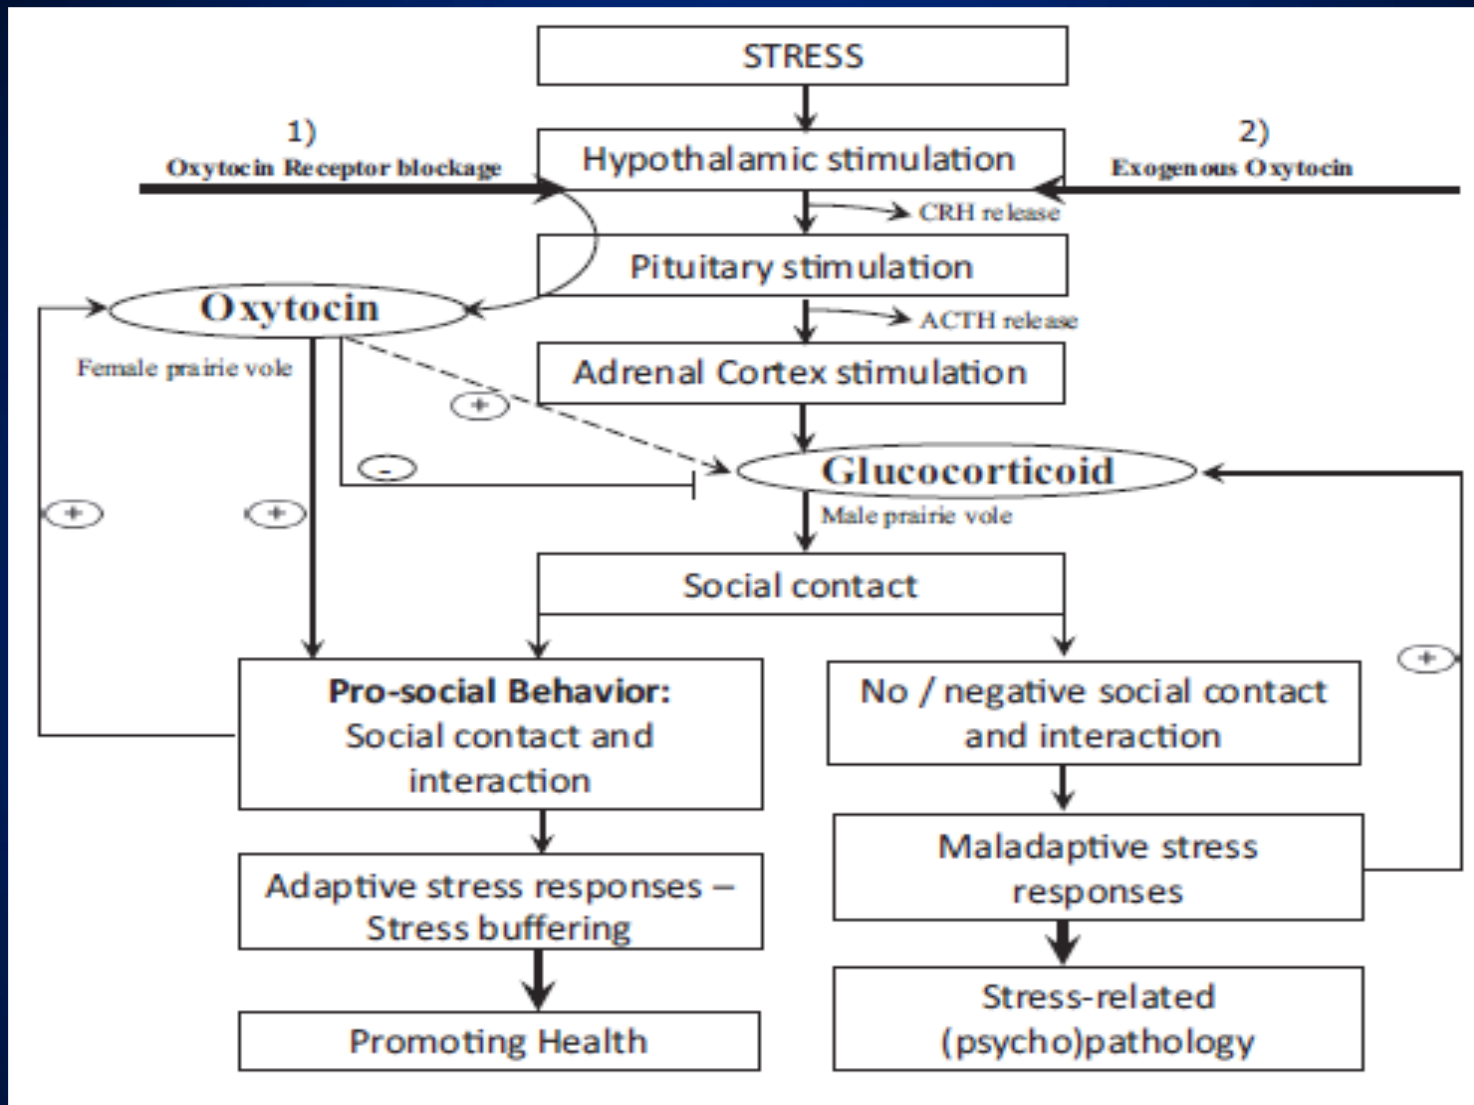 STRESS
1)
2)
Oxytocin Receptor blockage
Hypothalamic stimulation
Exogenous Oxytocin
CRH release
Pituitary stimulation
Oxytocin
ACTH release
Female prairie vole
Adrenal Cortex stimulation
+
-
Glucocorticoid
+
+
Male prairie vole
Social contact
+
Pro-social Behavior:
Social contact and
interaction
No / negative social contact
and interaction
Adaptive stress responses –
Stress buffering
Maladaptive stress
responses
Promoting Health
Stress-related
(psycho)pathology